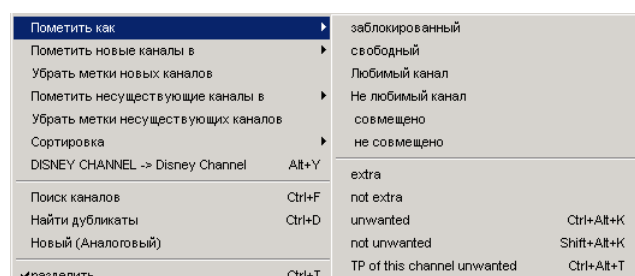 Пометить как
Пометить новые каналы в
Убрать метки новых каналов
Пометить несуществующие каналы в
Убрать метки несуществующих каналов
Сортировка
DISNEY CHANNEL -> Disney Channel Alt+Y
Поиск каналов Ctrl+F
Найти дубликаты Ctrl+D
Новый (Аналоговый)
разделить Ctrl+T
заблокированный
свободный
Любимый канал
Не любимый канал
совмещено
не совмещено
extra
not extra
unwanted Ctrl+Alt+K
not unwanted Shift+Alt+K
TP of this channel unwanted Ctrl+Alt+T